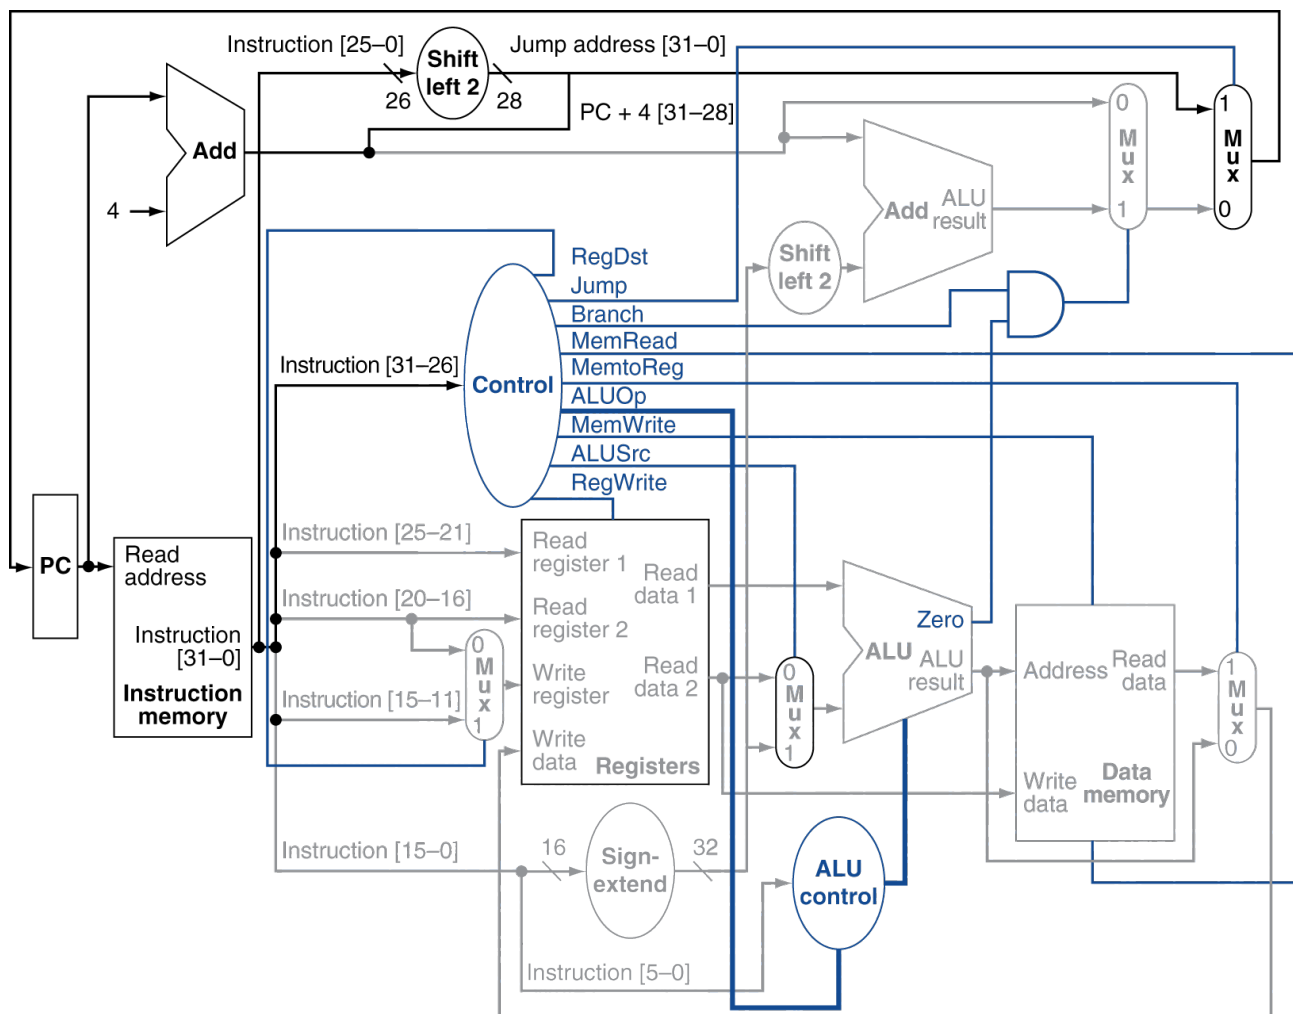 Instruction [25–0]
Shift
left 2
Jump address [31–0]
26
28
PC + 4 [31–28]
Add
4
0
M
u
x
1
1
M
u
x
0
Add
ALU
result
Shift
left 2
RegDst
Jump
Branch
MemRead
MemtoReg
ALUOp
MemWrite
ALUSrc
RegWrite
Instruction [31–26]
Control
PC
Read
address
Instruction
[31–0]
Instruction
memory
Instruction [25–21]
Instruction [20–16]
Instruction [15–11]
0
M
u
x
1
Read
register 1
Read
register 2
Write
register
Write
data
Read
data 1
Read
data 2
Registers
0
M
u
x
1
Zero
ALU
ALU
result
Address
Read
data
Write
data
Data
memory
1
M
u
x
0
Instruction [15–0]
16
Sign-
extend
32
ALU
control
Instruction [5–0]